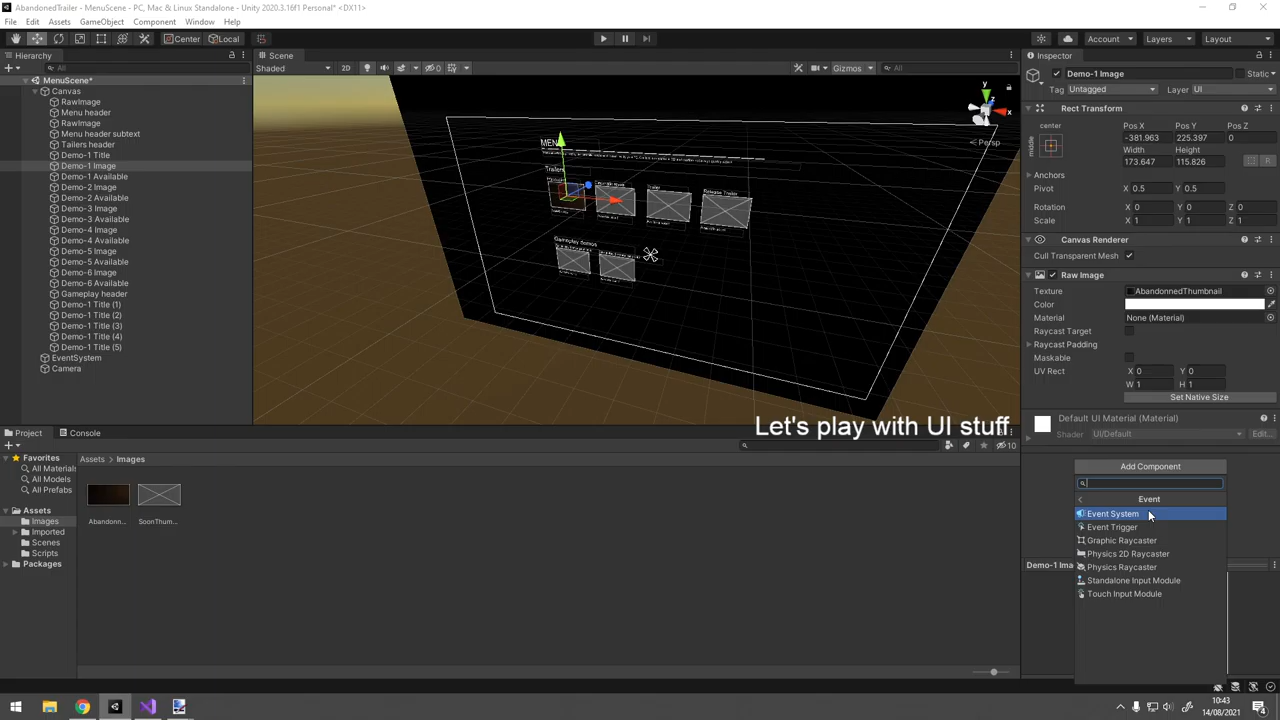 AbandonedTrailer - MenuScene - PC, Mac & Linux Standalone - Unity 2020.3.16f1 Personal* <DX11>
File Edit Assets GameObject Component Window Help
Center Local Account Layers Layout
Hierarchy
All
MenuScene*
Canvas
RawImage
Menu header
RawImage
Menu header subtext
Tailers header
Demo-1 Title
Demo-1 Image
Demo-1 Available
Demo-2 Image
Demo-2 Available
Demo-3 Image
Demo-3 Available
Demo-4 Image
Demo-4 Available
Demo-5 Image
Demo-5 Available
Demo-6 Image
Demo-6 Available
Gameplay header
Demo-1 Title (1)
Demo-1 Title (2)
Demo-1 Title (3)
Demo-1 Title (4)
Demo-1 Title (5)
EventSystem
Camera
Scene
Shaded 2D 0 Gizmos All
y
x
z
Persp
MEN
Trailers
Trailer
Release Trailer
Gameplay Demos
Let's play with UI stuff
Project Console
10
Favorites
All Materials
All Models
All Prefabs
Assets
Images
Imported
Scenes
Scripts
Packages
Assets > Images
Abandonn...
SoonThum...
Inspector
Demo-1 Image Static
Tag Untagged Layer UI
Rect Transform
center
middle
Pos X Pos Y Pos Z
-381.963 225.397 0
Width Height
173.647 115.826
R
Anchors
Pivot X 0.5 Y 0.5
Rotation X 0 Y 0 Z 0
Scale X 1 Y 1 Z 1
Canvas Renderer
Cull Transparent Mesh
Raw Image
Texture AbandonnedThumbnail
Color
Material None (Material)
Raycast Target
Raycast Padding
Maskable
UV Rect X 0 Y 0
W 1 H 1
Set Native Size
Default UI Material (Material)
Shader UI/Default Edit...
Add Component
Event
Event System
Event Trigger
Graphic Raycaster
Physics 2D Raycaster
Physics Raycaster
Standalone Input Module
Touch Input Module
Demo-1 Ima
10:43
14/08/2021
4